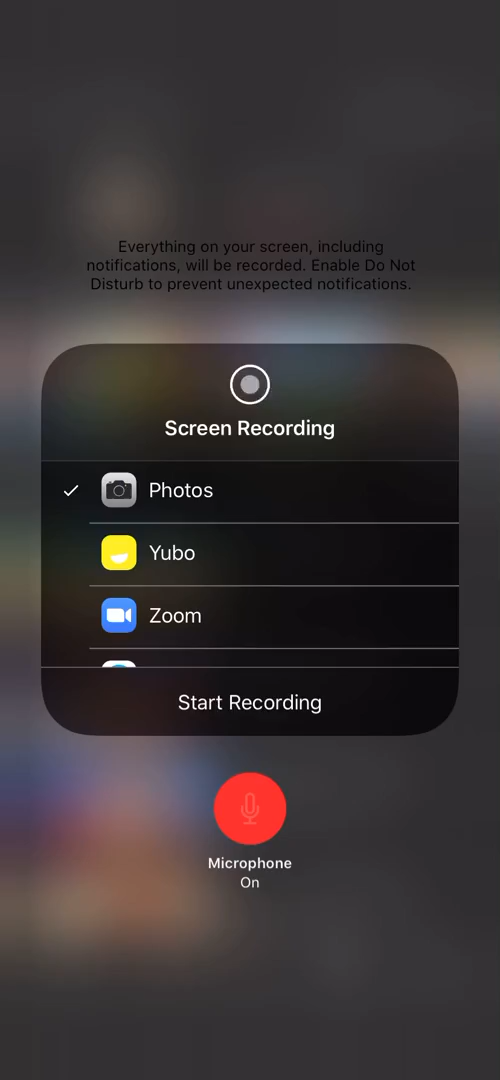 Everything on your screen, including
notifications, will be recorded. Enable Do Not
Disturb to prevent unexpected notifications.
Screen Recording
Photos
Yubo
Zoom
Start Recording
Microphone
On